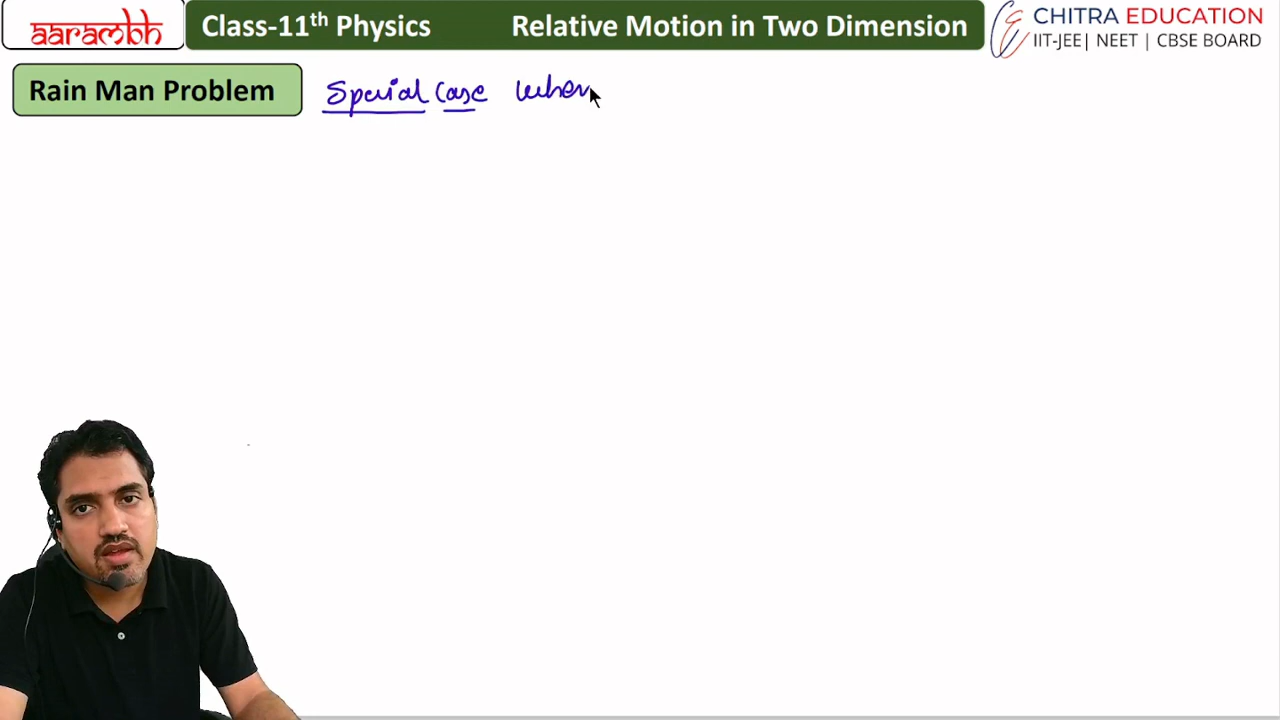 aarambh Class-11th Physics Relative Motion in Two Dimension CHITRA EDUCATION
IIT-JEE| NEET | CBSE BOARD
Rain Man Problem Special Case when